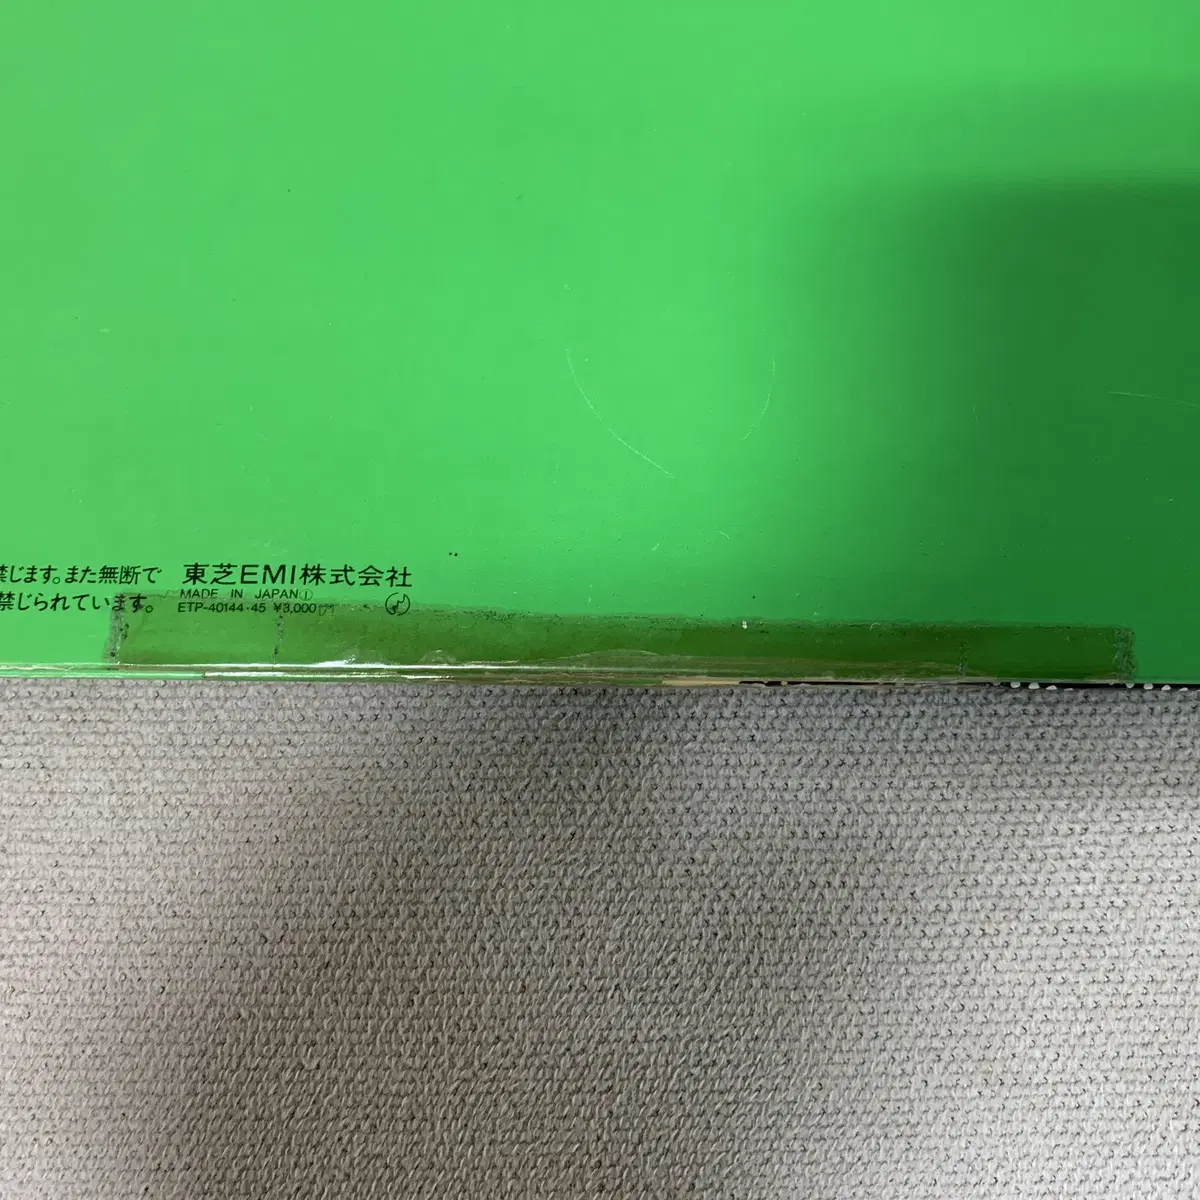 禁じます。また無断で
禁じられています。
東芝EMI株式会社
MADE IN JAPAN Ⓘ
ETP-40144・45 ¥3,000